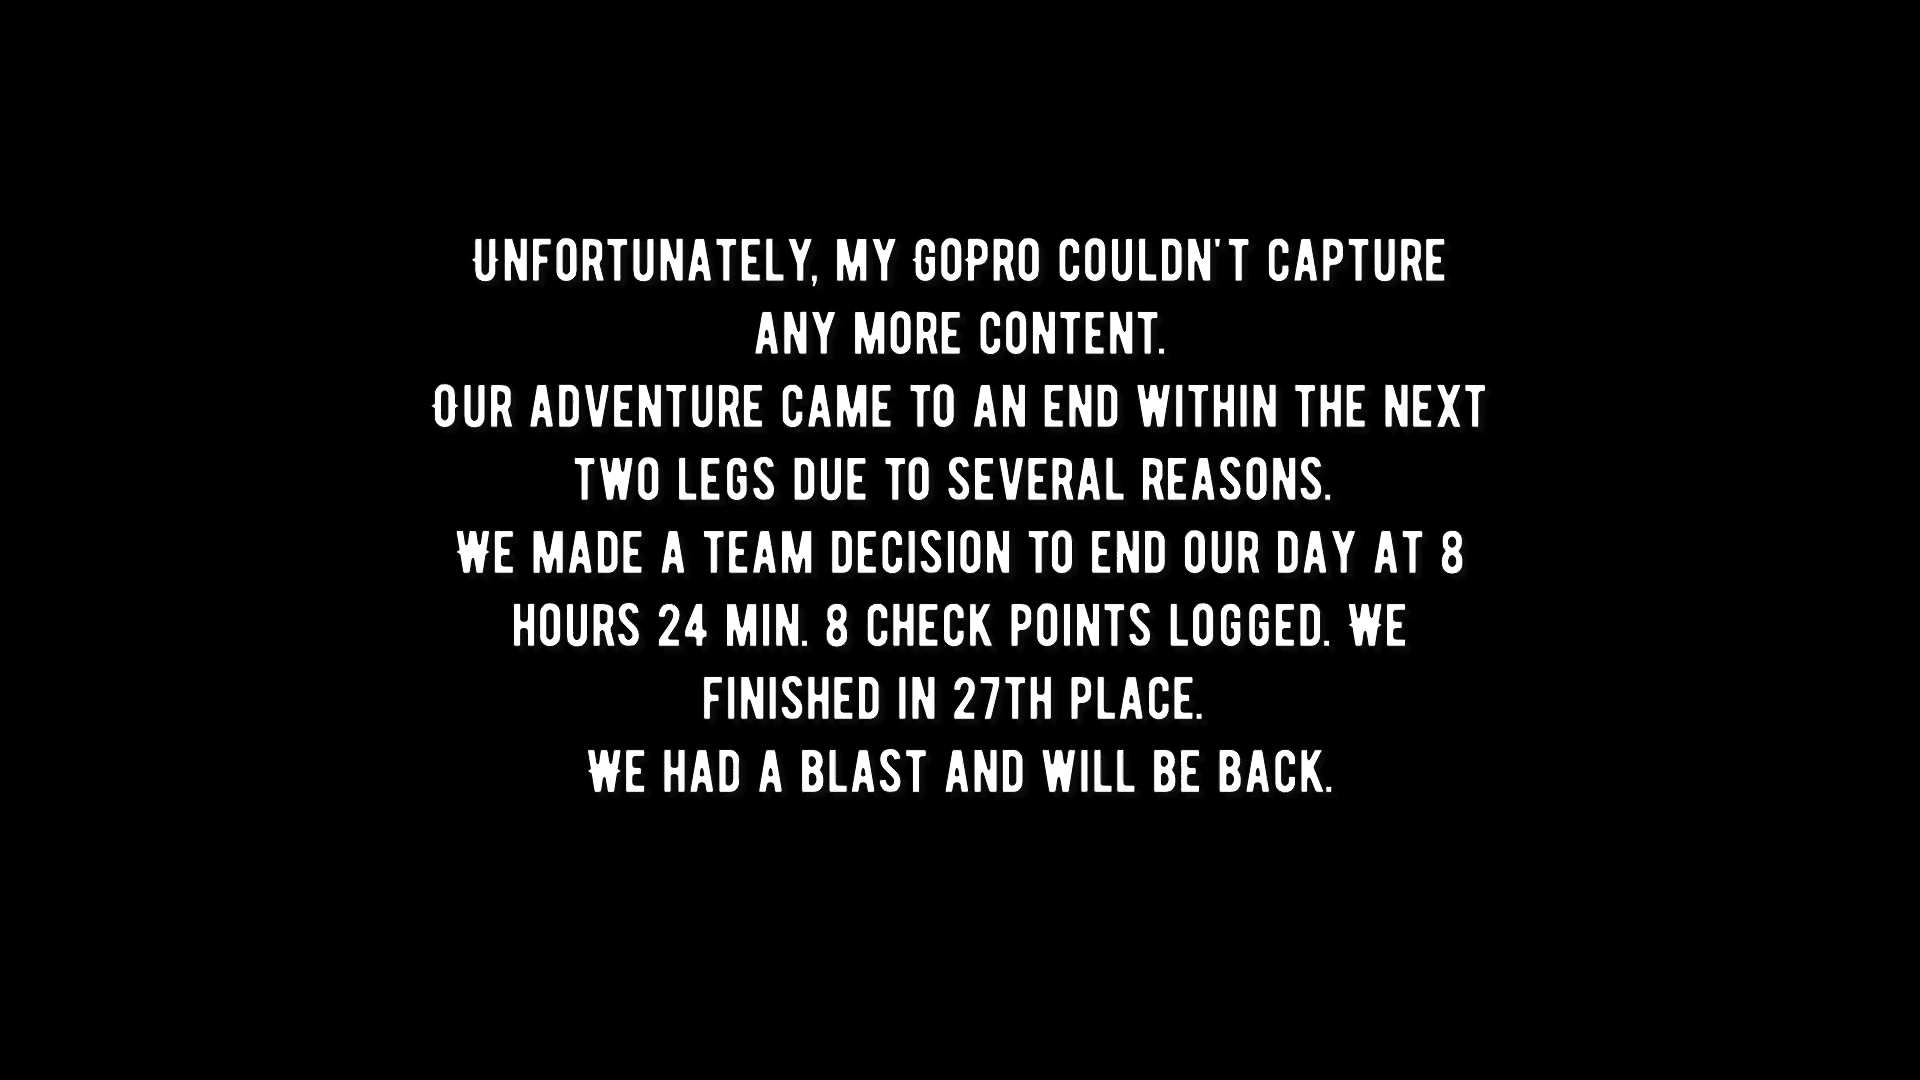 Unfortunately, my GoPro couldn't capture
any more content.
Our adventure came to an end within the next
two legs due to several reasons.
We made a team decision to end our day at 8
hours 24 min. 8 check points logged. We
finished in 27th place.
We had a blast and will be back.